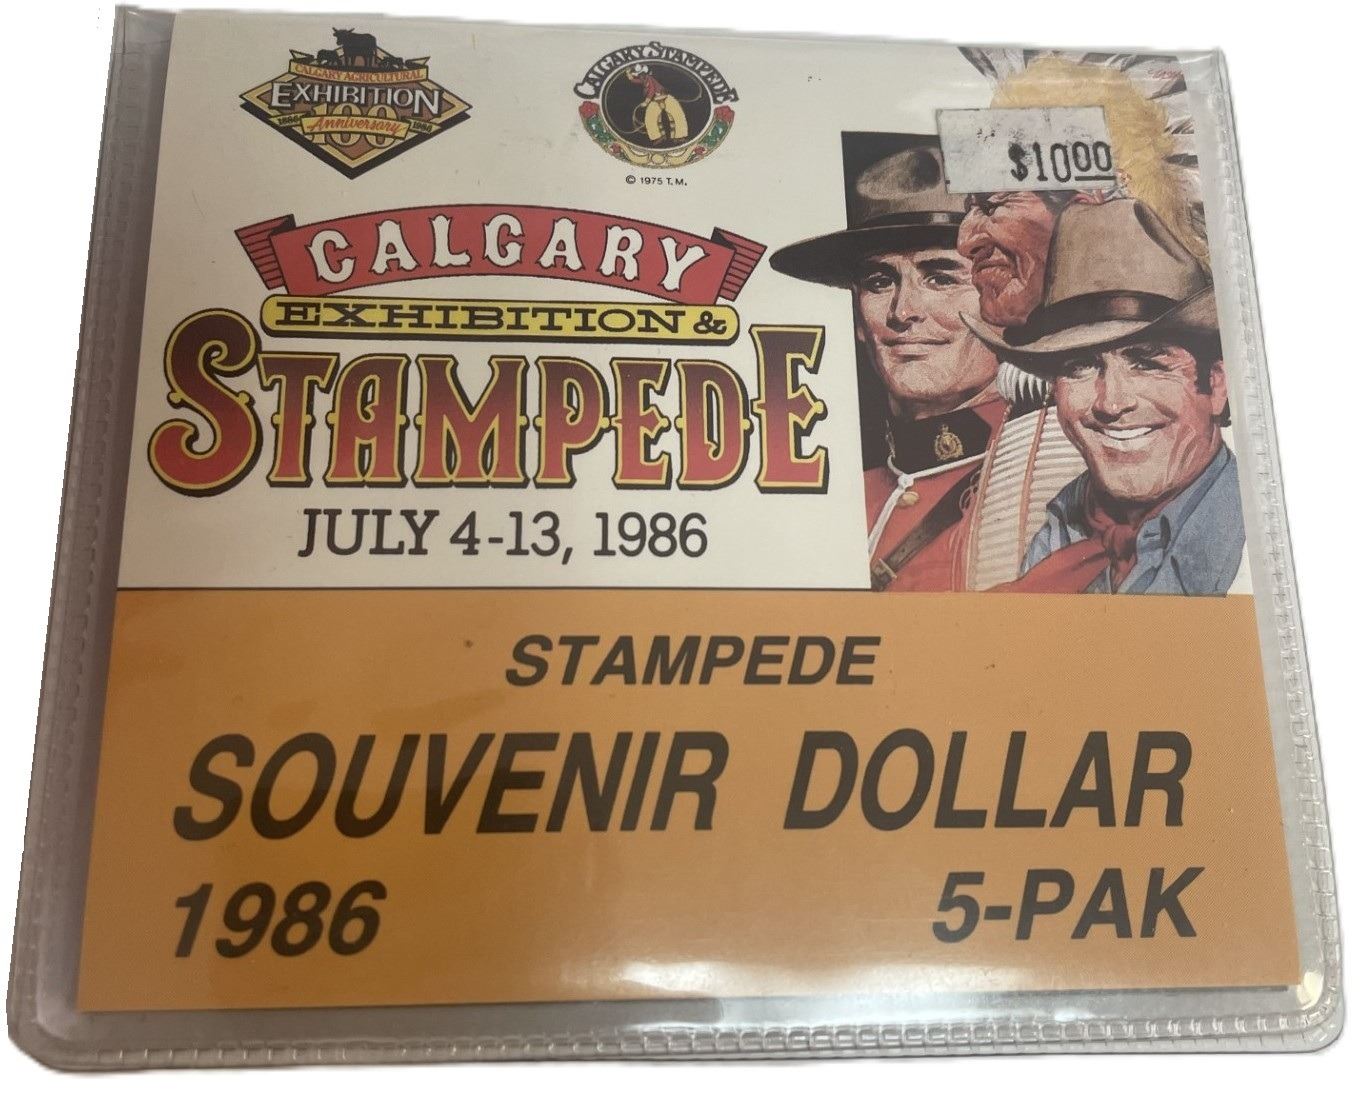 CALGARY AGRICULTURAL
EXHIBITION
1886 100 1986
Anniversary
CALGARY STAMPEDE
© 1975 T.M.
$10.00
CALGARY
EXHIBITION &
STAMPEDE
JULY 4-13, 1986
STAMPEDE
SOUVENIR DOLLAR
1986 5-PAK